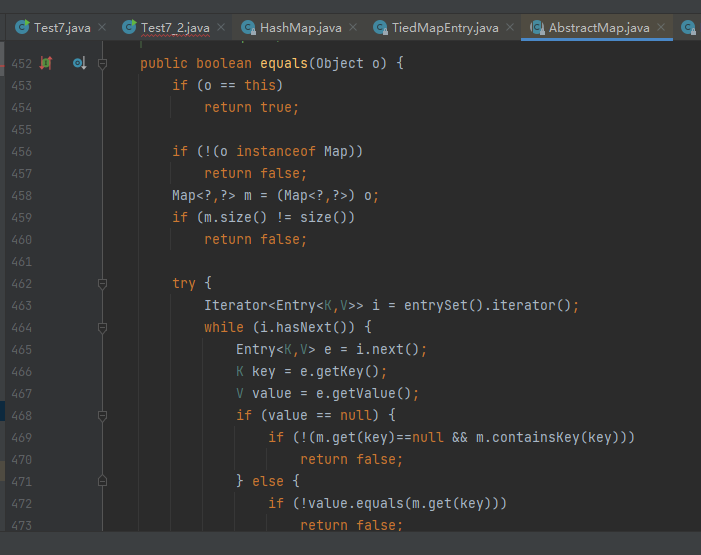 Test7.java × Test7_2.java × HashMap.java × TiedMapEntry.java × AbstractMap.java ×
452 public boolean equals(Object o) {
453 if (o == this)
454 return true;
455
456 if (!(o instanceof Map))
457 return false;
458 Map<?,?> m = (Map<?,?>) o;
459 if (m.size() != size())
460 return false;
461
462 try {
463 Iterator<Entry<K,V>> i = entrySet().iterator();
464 while (i.hasNext()) {
465 Entry<K,V> e = i.next();
466 K key = e.getKey();
467 V value = e.getValue();
468 if (value == null) {
469 if (!(m.get(key)==null && m.containsKey(key)))
470 return false;
471 } else {
472 if (!value.equals(m.get(key)))
473 return false;